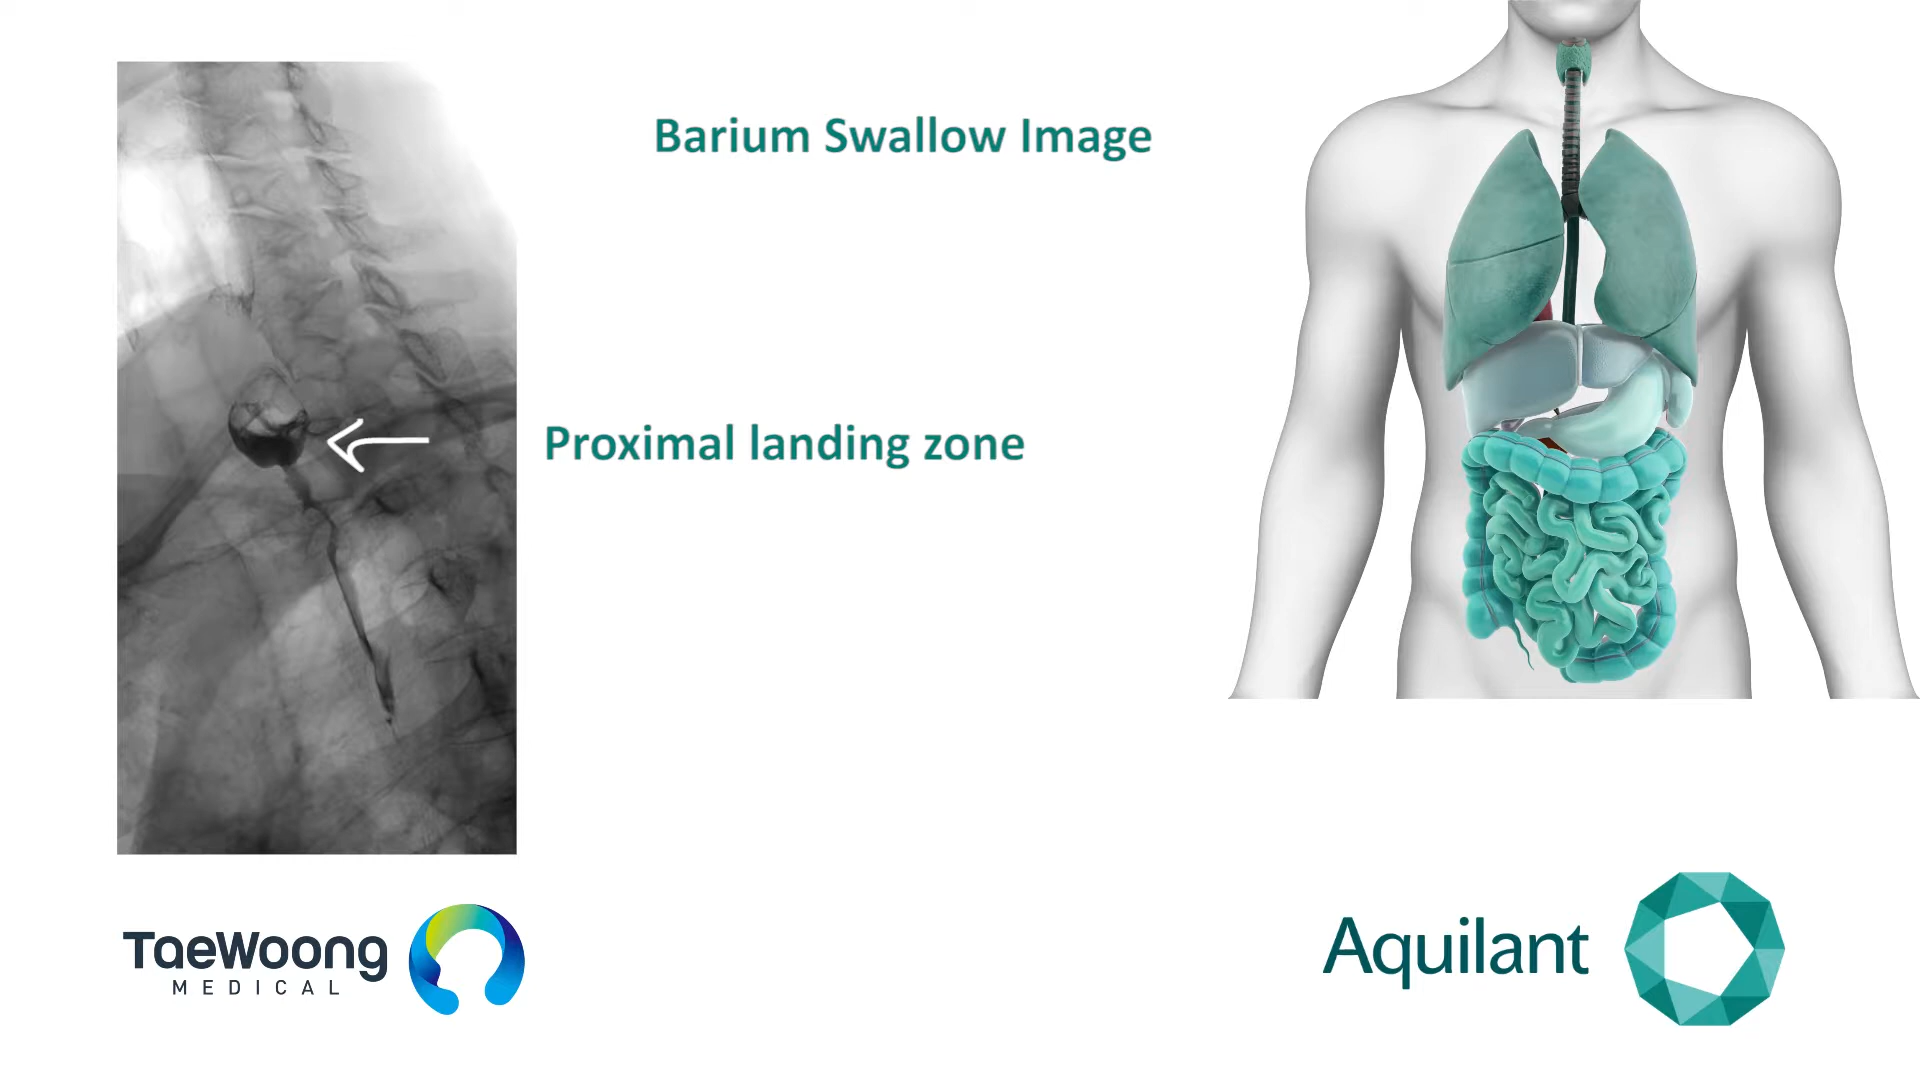 Barium Swallow Image
Proximal landing zone
TaeWoong
MEDICAL
Aquilant